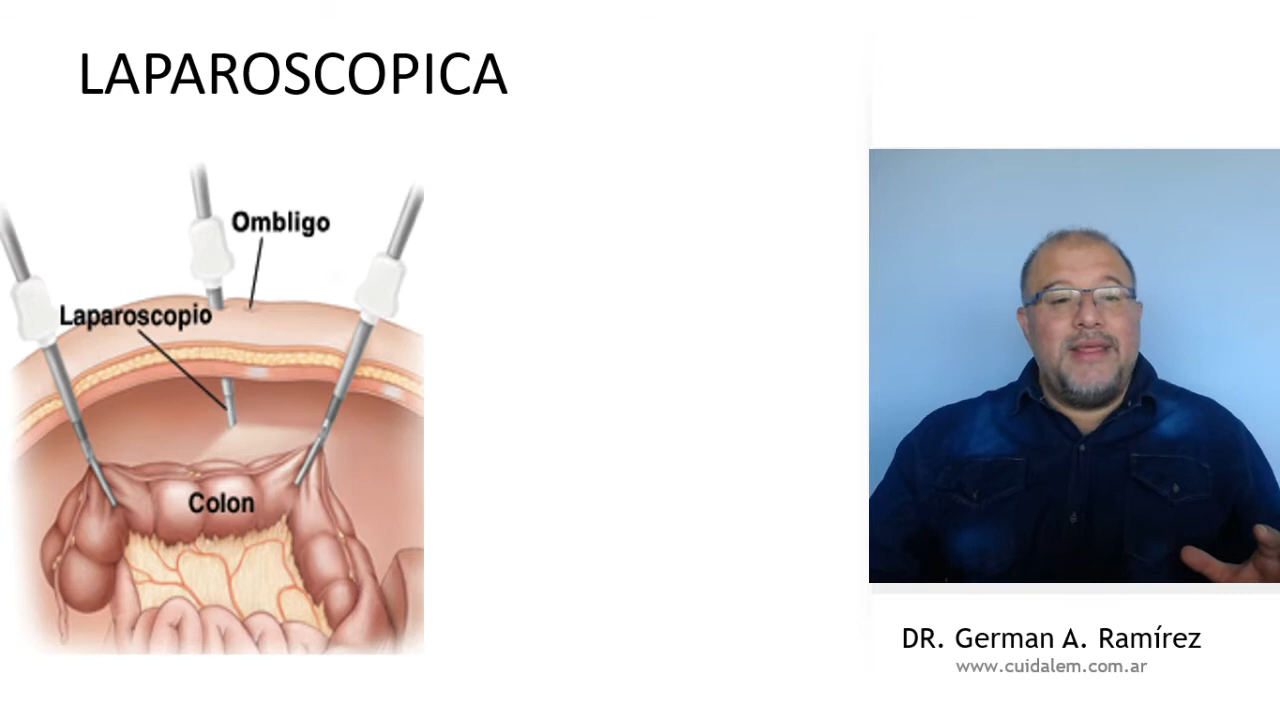 LAPAROSCOPICA
Ombligo
Laparoscopio
Colon
DR. German A. Ramírez
www.cuidalem.com.ar